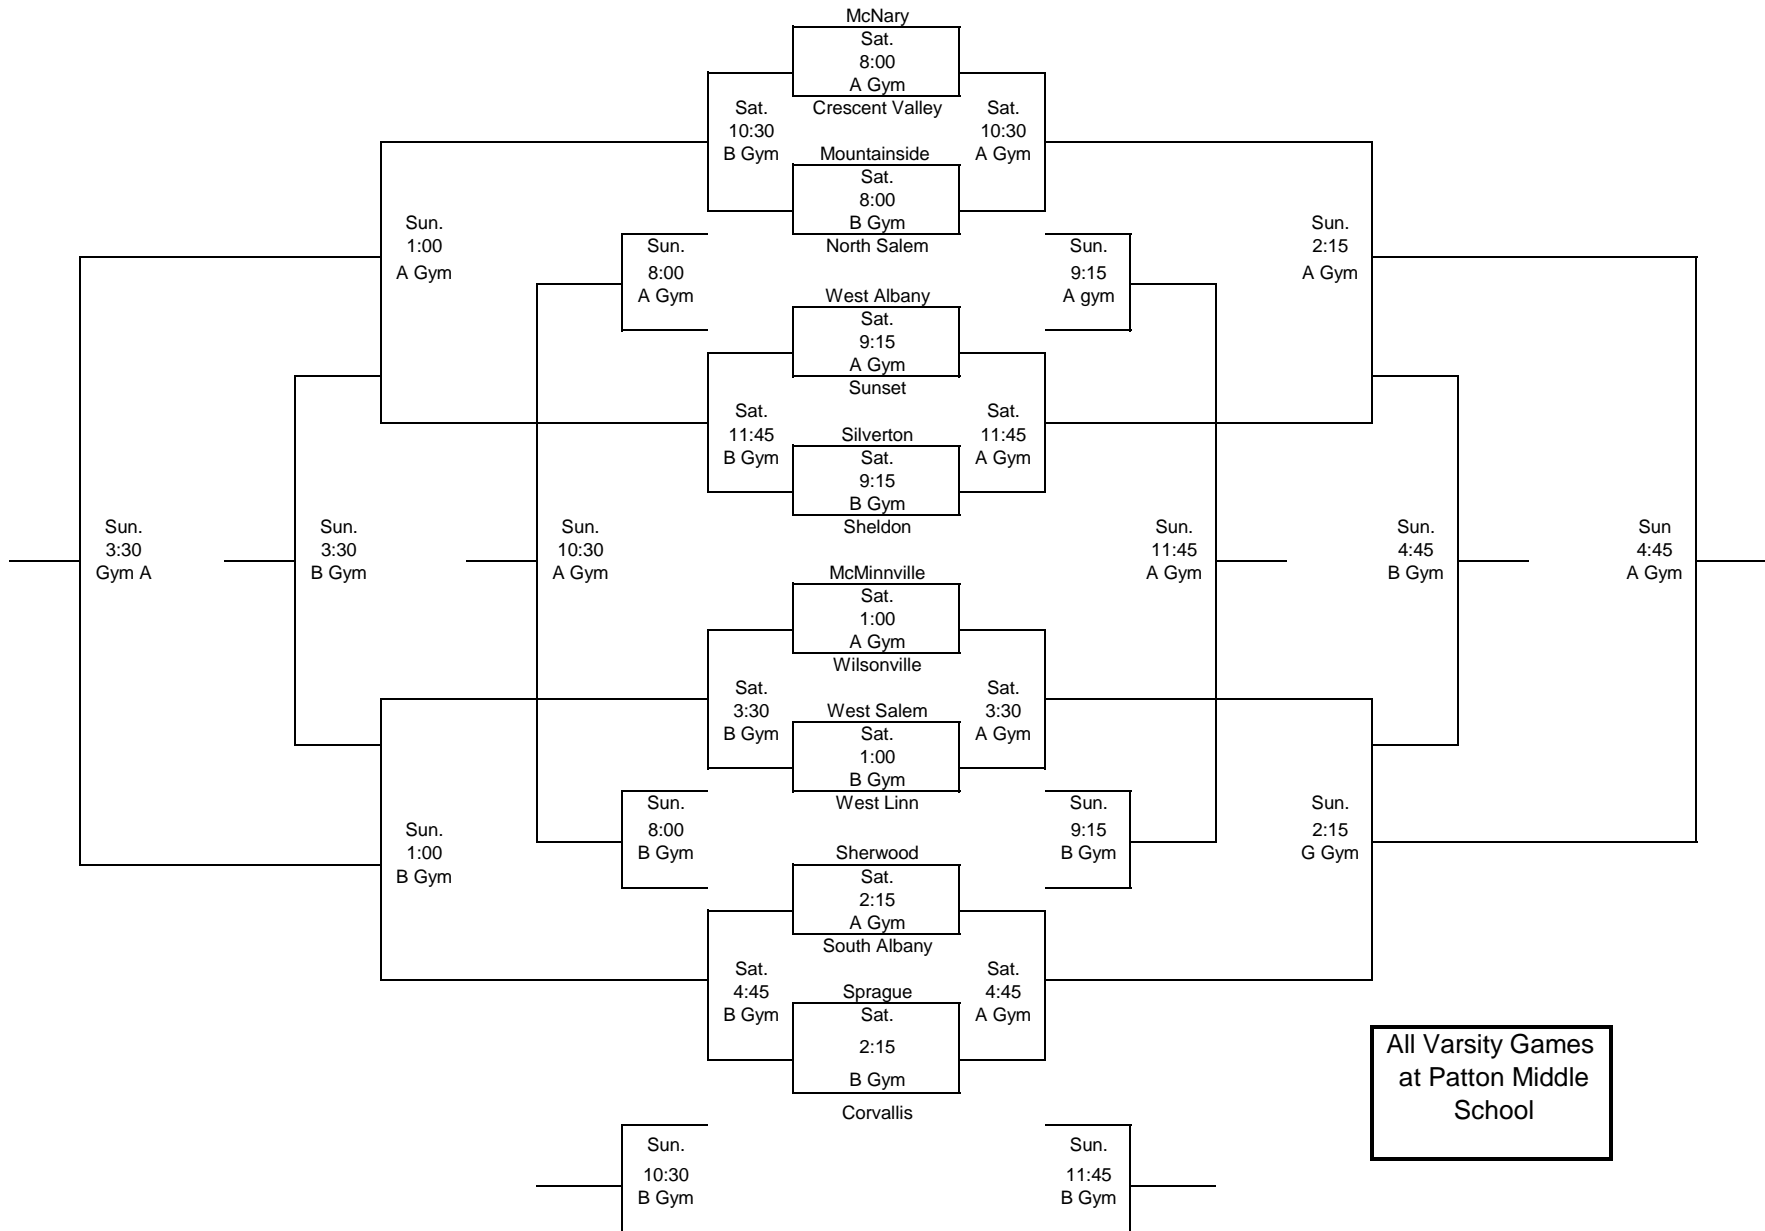 McNary
Sat.
8:00
A Gym
Crescent Valley
Sat.
10:30
B Gym
Sat.
10:30
A Gym
Mountainside
Sat.
8:00
B Gym
North Salem
Sun.
1:00
A Gym
Sun.
8:00
A Gym
Sun.
9:15
A gym
Sun.
2:15
A Gym
West Albany
Sat.
9:15
A Gym
Sunset
Sat.
11:45
B Gym
Sat.
11:45
A Gym
Silverton
Sat.
9:15
B Gym
Sheldon
Sun.
3:30
Gym A
Sun.
3:30
B Gym
Sun.
10:30
A Gym
Sun.
11:45
A Gym
Sun.
4:45
B Gym
Sun
4:45
A Gym
McMinnville
Sat.
1:00
A Gym
Wilsonville
Sat.
3:30
B Gym
Sat.
3:30
A Gym
West Salem
Sat.
1:00
B Gym
West Linn
Sun.
1:00
B Gym
Sun.
8:00
B Gym
Sun.
9:15
B Gym
Sun.
2:15
G Gym
Sherwood
Sat.
2:15
A Gym
South Albany
Sat.
4:45
B Gym
Sat.
4:45
A Gym
Sprague
Sat.
2:15
B Gym
Corvallis
Sun.
10:30
B Gym
Sun.
11:45
B Gym
All Varsity Games
at Patton Middle
School